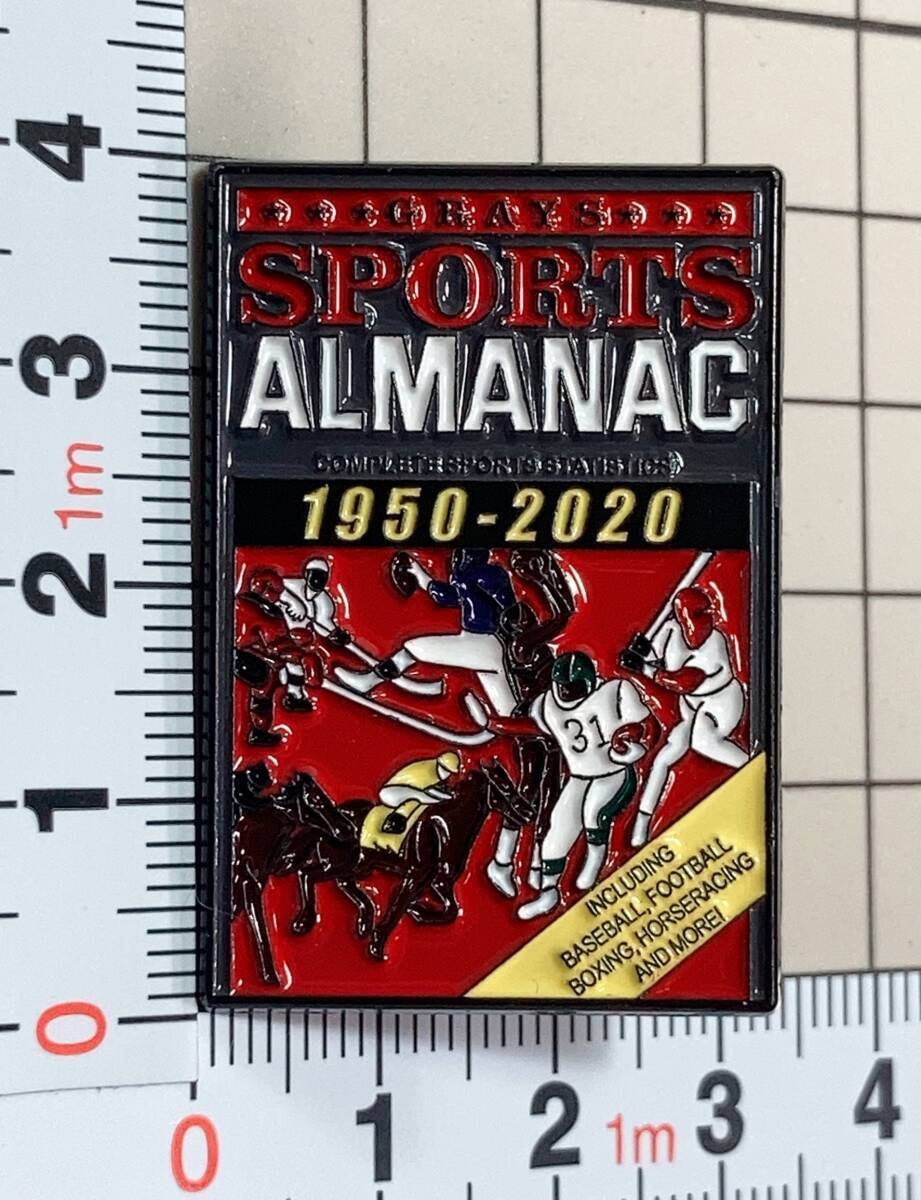 GRAYS
SPORTS
ALMANAC
COMPLETE SPORTS STATISTICS
1950-2020
31
INCLUDING
BASEBALL, FOOTBALL
BOXING, HORSERACING
AND MORE!
4
3
1m
2
1
0
0
1
2
1m
3
4